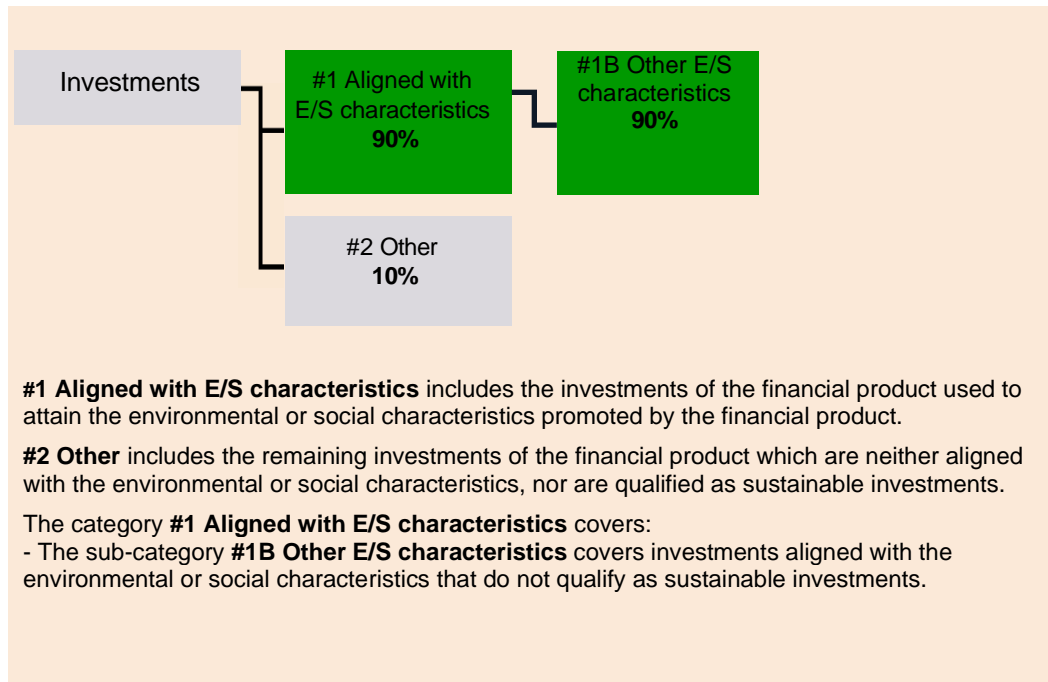 Investments
#1 Aligned with
E/S characteristics
90%
#1B Other E/S
characteristics
90%
#2 Other
10%
#1 Aligned with E/S characteristics includes the investments of the financial product used to
attain the environmental or social characteristics promoted by the financial product.
#2 Other includes the remaining investments of the financial product which are neither aligned
with the environmental or social characteristics, nor are qualified as sustainable investments.
The category #1 Aligned with E/S characteristics covers:
- The sub-category #1B Other E/S characteristics covers investments aligned with the
environmental or social characteristics that do not qualify as sustainable investments.